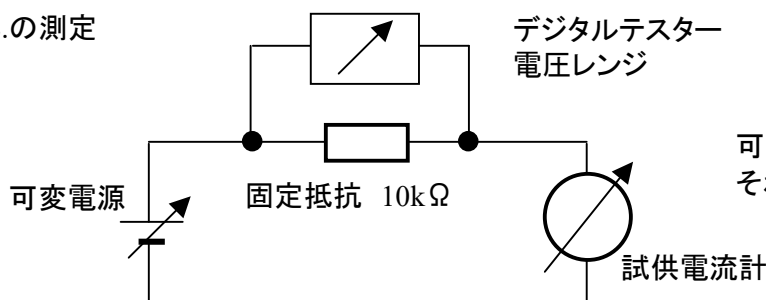 .の測定
デジタルテスター
電圧レンジ
可
可変電源
固定抵抗 10kΩ
試供電流計